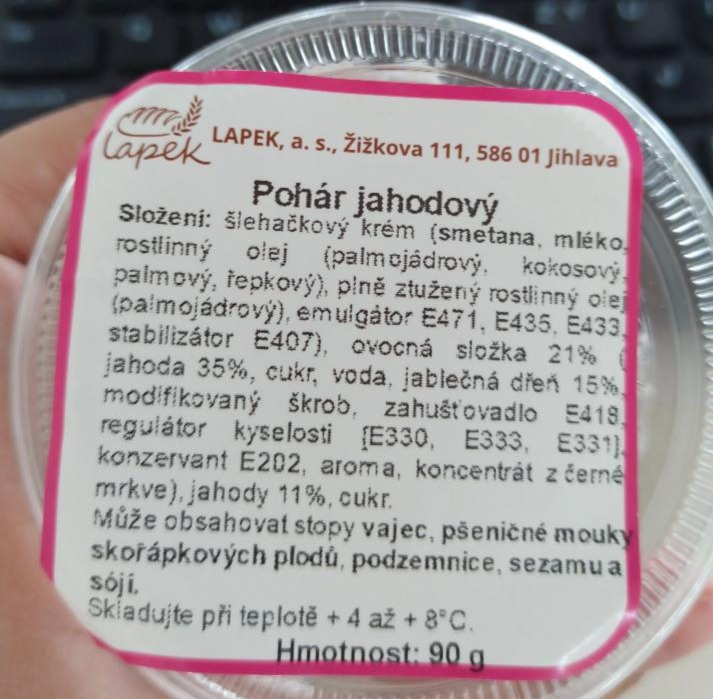 lapek
LAPEK, a. s., Žižkova 111, 586 01 Jihlava
Pohár jahodový
Složení: šlehačkový krém (smetana, mléko,
rostlinný olej (palmojádrový, kokosový,
palmový, řepkový), plně ztužený rostlinný olej
(palmojádrový), emulgátor E471, E435, E433,
stabilizátor E407), ovocná složka 21% (
jahoda 35%, cukr, voda, jablečná dřeň 15%,
modifikovaný škrob, zahušťovadlo E418,
regulátor kyselosti {E330, E333, E331},
konzervant E202, aroma, koncentrát z černé
mrkve), jahody 11%, cukr.
Může obsahovat stopy vajec, pšeničné mouky
skořápkových plodů, podzemnice, sezamu a
sójí.
Skladujte při teplotě + 4 až + 8°C.
Hmotnost: 90 g